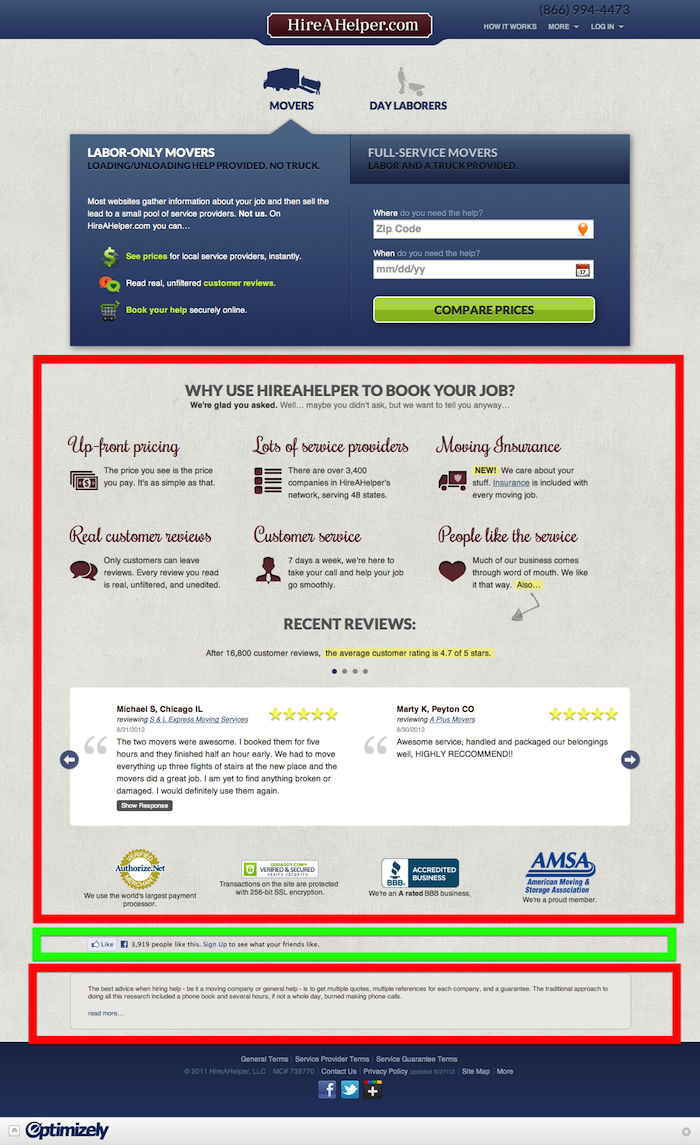 (866) 994-4473
HireAHelper.com
HOW IT WORKS MORE LOG IN
MOVERS
DAY LABORERS
LABOR-ONLY MOVERS
LOADING/UNLOADING HELP PROVIDED. NO TRUCK.
FULL-SERVICE MOVERS
LABOR AND A TRUCK PROVIDED.
Most websites gather information about your job and then sell the
lead to a small pool of service providers. Not us. On
HireAHelper.com you can...
See prices for local service providers, instantly.
Read real, unfiltered customer reviews.
Book your help securely online.
Where do you need the help?
Zip Code
When do you need the help?
mm/dd/yy
17
COMPARE PRICES
WHY USE HIREAHELPER TO BOOK YOUR JOB?
We're glad you asked. Well... maybe you didn't ask, but we want to tell you anyway...
Up-front pricing
The price you see is the price
you pay. It's as simple as that.
Lots of service providers
There are over 3,400
companies in HireAHelper's
network, serving 48 states.
Moving Insurance
NEW! We care about your
stuff. Insurance is included with
every moving job.
Real customer reviews
Only customers can leave
reviews. Every review you read
is real, unfiltered, and unedited.
Customer service
7 days a week, we're here to
take your call and help your job
go smoothly.
People like the service
Much of our business comes
through word of mouth. We like
it that way. Also...
RECENT REVIEWS:
After 16,800 customer reviews, the average customer rating is 4.7 of 5 stars.
Michael S, Chicago IL
reviewing S & L Express Moving Services
8/31/2012
The two movers were awesome. I booked them for five
hours and they finished half an hour early. We had to move
everything up three flights of stairs at the new place and the
movers did a great job. I am yet to find anything broken or
damaged. I would definitely use them again.
Show Response
Marty K, Peyton CO
reviewing A Plus Movers
8/30/2012
Awesome service, handled and packaged our belongings
well, HIGHLY RECCOMMEND!!
VERIFIED
Authorize.Net
We use the world's largest payment
processor.
GODADDY.COM
VERIFIED & SECURED
VERIFY SECURITY
Transactions on the site are protected
with 256-bit SSL encryption.
BBB
ACCREDITED
BUSINESS
We're an A rated BBB business,
AMSA
American Moving &
Storage Association
We're a proud member.
Like 3,919 people like this. Sign Up to see what your friends like.
The best advice when hiring help - be it a moving company or general help - is to get multiple quotes, multiple references for each company, and a guarantee. The traditional approach to
doing all this research included a phone book and several hours, if not a whole day, burned making phone calls.
read more...
General Terms Service Provider Terms Service Guarantee Terms
© 2011 HireAHelper, LLC MC# 739770 Contact Us Privacy Policy updated 8/27/12 Site Map More
Optimizely